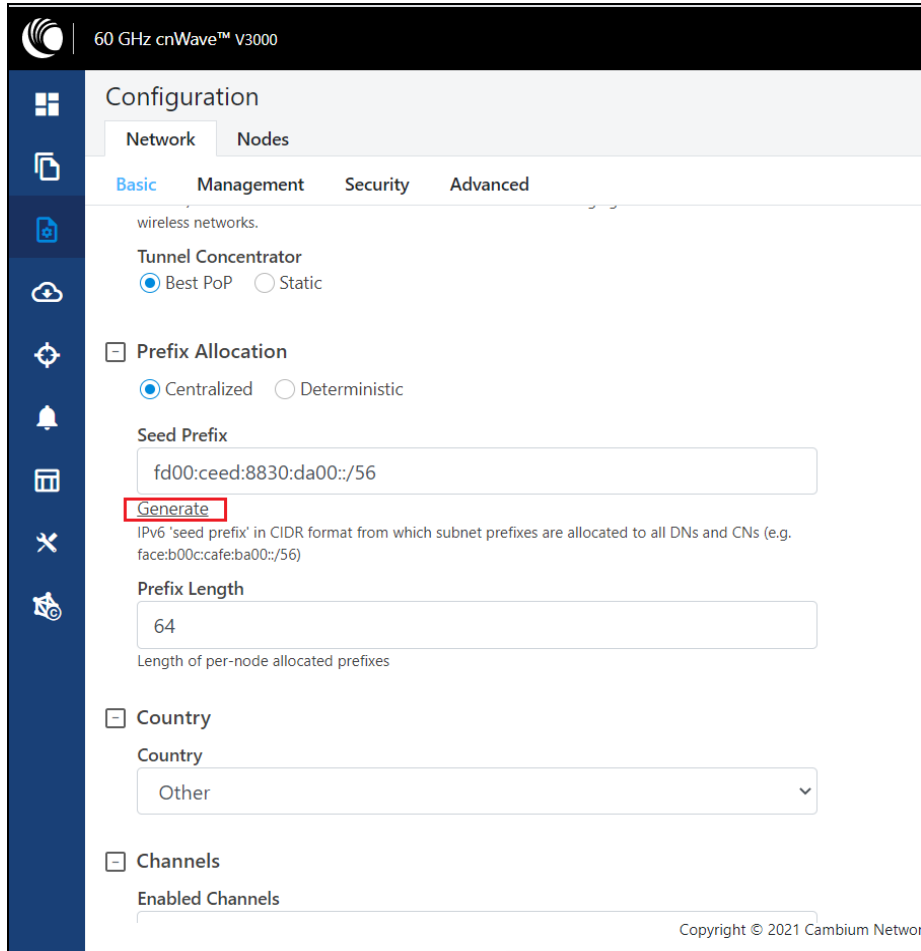 60 GHz cnWave™ V3000
Configuration
Network Nodes
Basic Management Security Advanced
wireless networks.
Tunnel Concentrator
Best PoP Static
Prefix Allocation
Centralized Deterministic
Seed Prefix
fd00:ceed:8830:da00::/56
Generate
IPv6 'seed prefix' in CIDR format from which subnet prefixes are allocated to all DNs and CNs (e.g.
face:b00c:cafe:ba00::/56)
Prefix Length
64
Length of per-node allocated prefixes
Country
Country
Other
Channels
Enabled Channels
Copyright © 2021 Cambium Networ